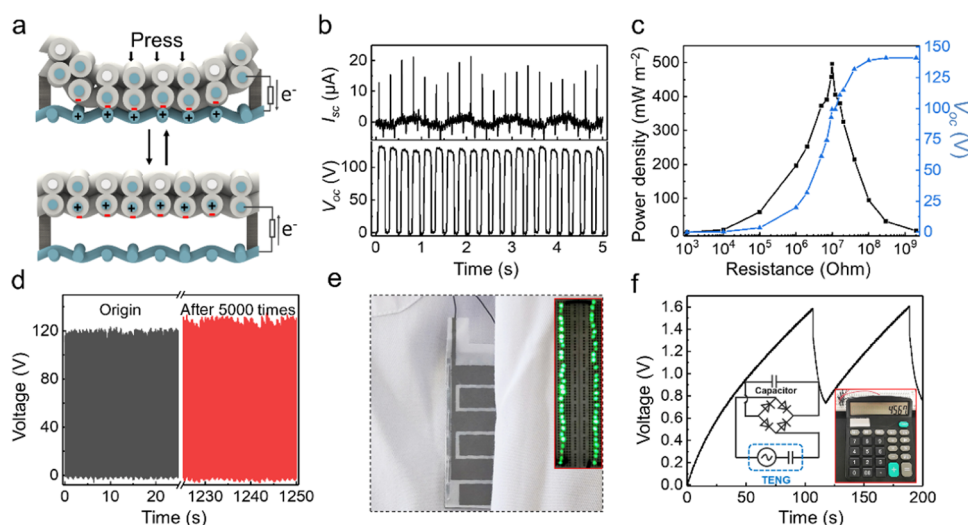 a
Press
e⁻
e⁻
b
20
10
0
I_sc (µA)
100
50
0
V_oc (V)
0 1 2 3 4 5
Time (s)
c
500
400
300
200
100
0
Power density (mW m⁻²)
150
125
100
75
50
25
0
V_OC (V)
10³ 10⁴ 10⁵ 10⁶ 10⁷ 10⁸ 10⁹
Resistance (Ohm)
d
Origin
After 5000 times
120
80
40
0
Voltage (V)
0 10 20 1230 1240 1250
Time (s)
e
f
1.6
1.4
1.2
1.0
0.8
0.6
0.4
0.2
0
Voltage (V)
Capacitor
TENG
4567
0 50 100 150 200
Time (s)